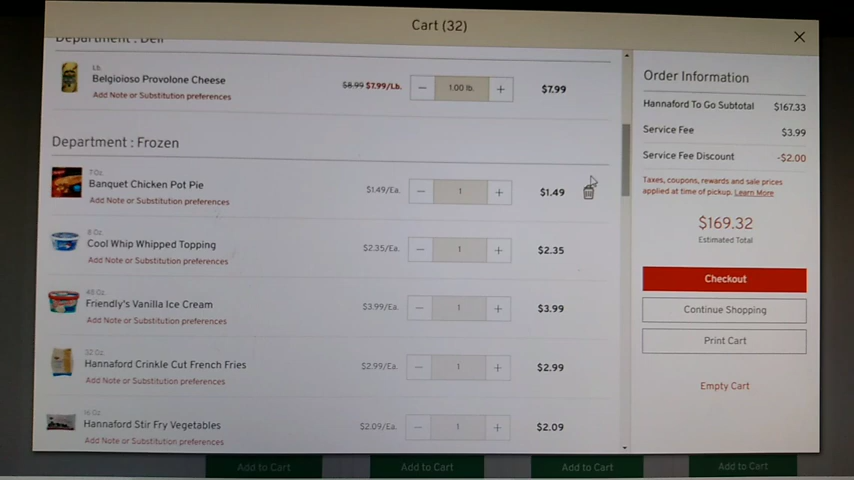 Cart (32)
Department : Deli
Lb.
Belgioioso Provolone Cheese
Add Note or Substitution preferences
$8.99 $7.99/Lb.
− 1.00 lb. +
$7.99
Department : Frozen
7 Oz.
Banquet Chicken Pot Pie
Add Note or Substitution preferences
$1.49/Ea.
− 1 +
$1.49
8 Oz.
Cool Whip Whipped Topping
Add Note or Substitution preferences
$2.35/Ea.
− 1 +
$2.35
48 Oz.
Friendly's Vanilla Ice Cream
Add Note or Substitution preferences
$3.99/Ea.
− 1 +
$3.99
32 Oz.
Hannaford Crinkle Cut French Fries
Add Note or Substitution preferences
$2.99/Ea.
− 1 +
$2.99
16 Oz.
Hannaford Stir Fry Vegetables
Add Note or Substitution preferences
$2.09/Ea.
− 1 +
$2.09
Order Information
Hannaford To Go Subtotal $167.33
Service Fee $3.99
Service Fee Discount -$2.00
Taxes, coupons, rewards and sale prices
applied at time of pickup. Learn More
$169.32
Estimated Total
Checkout
Continue Shopping
Print Cart
Empty Cart
Add to Cart
Add to Cart
Add to Cart
Add to Cart